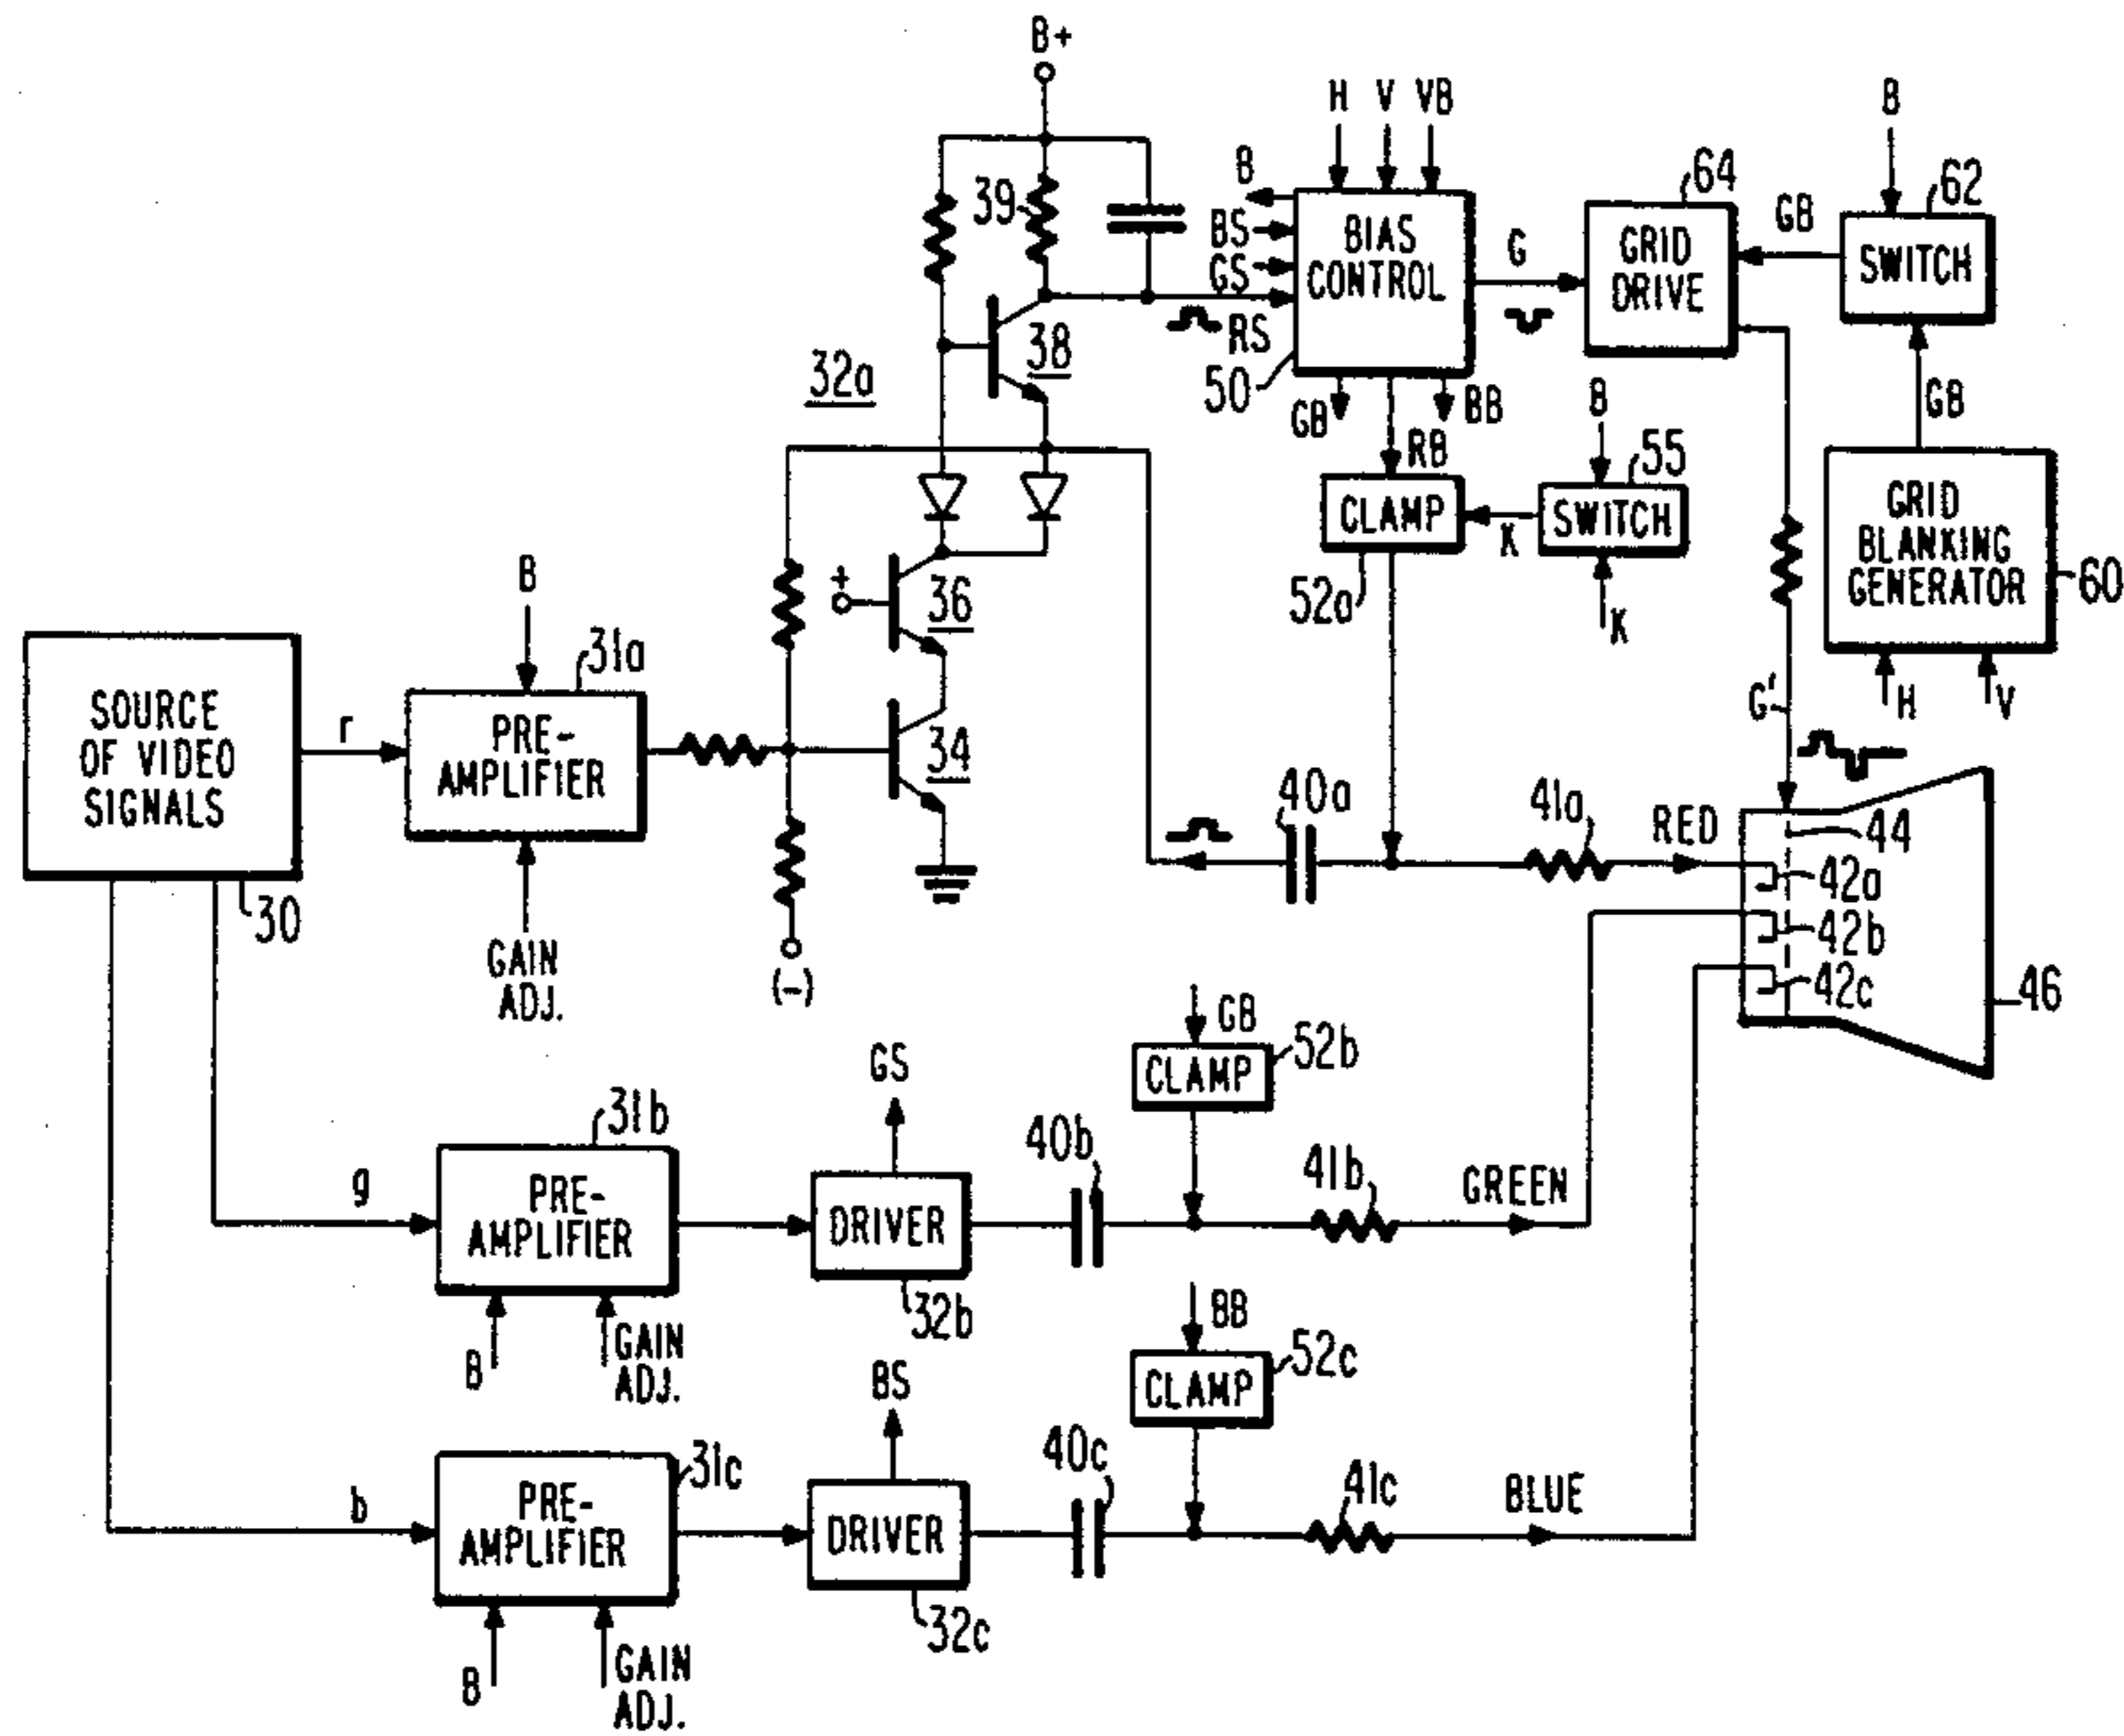 B+
H V VB
B
BS
GS
RS
BIAS
CONTROL
50
G
64
GRID
DRIVE
GB
B
62
SWITCH
39
38
32a
GB
BB
RB
B
55
CLAMP
K
SWITCH
52a
K
GB
GRID
BLANKING
GENERATOR
60
H
V
G'
+
36
34
(-)
SOURCE
OF VIDEO
SIGNALS
30
r
B
31a
PRE-
AMPLIFIER
GAIN
ADJ.
40a
41a
RED
44
42a
42b
42c
46
g
31b
PRE-
AMPLIFIER
B
GAIN
ADJ.
GS
DRIVER
32b
40b
GB
52b
CLAMP
41b
GREEN
b
31c
PRE-
AMPLIFIER
B
GAIN
ADJ.
BS
DRIVER
32c
40c
BB
52c
CLAMP
41c
BLUE